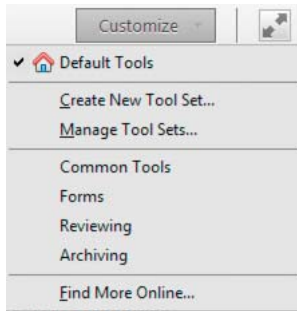 Customize
Default Tools
Create New Tool Set...
Manage Tool Sets...
Common Tools
Forms
Reviewing
Archiving
Find More Online...